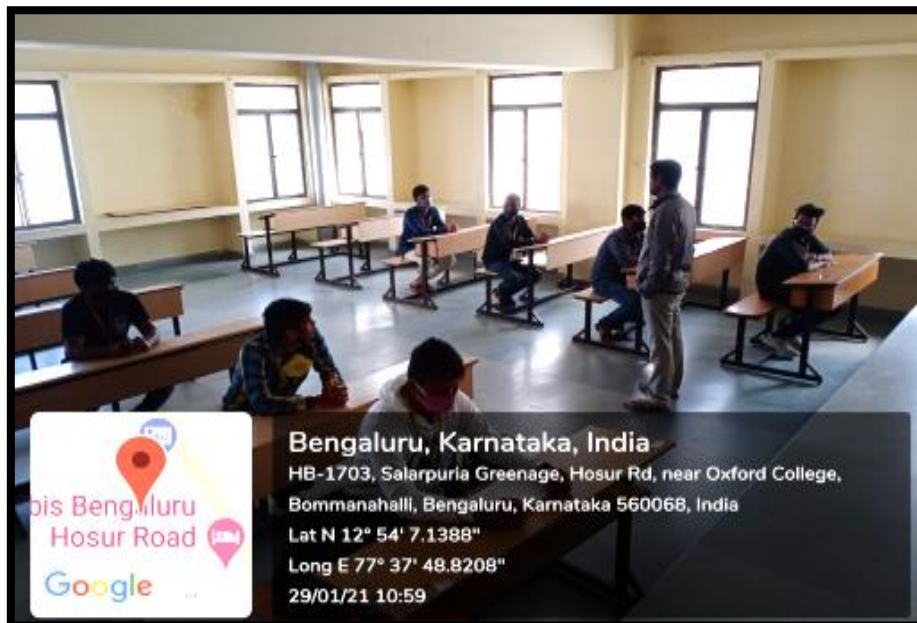 Bengaluru, Karnataka, India
HB-1703, Salarpuria Greenage, Hosur Rd, near Oxford College,
Bommanahalli, Bengaluru, Karnataka 560068, India
Lat N 12° 54' 7.1388"
Long E 77° 37' 48.8208"
29/01/21 10:59
Bengaluru
Hosur Road
Google